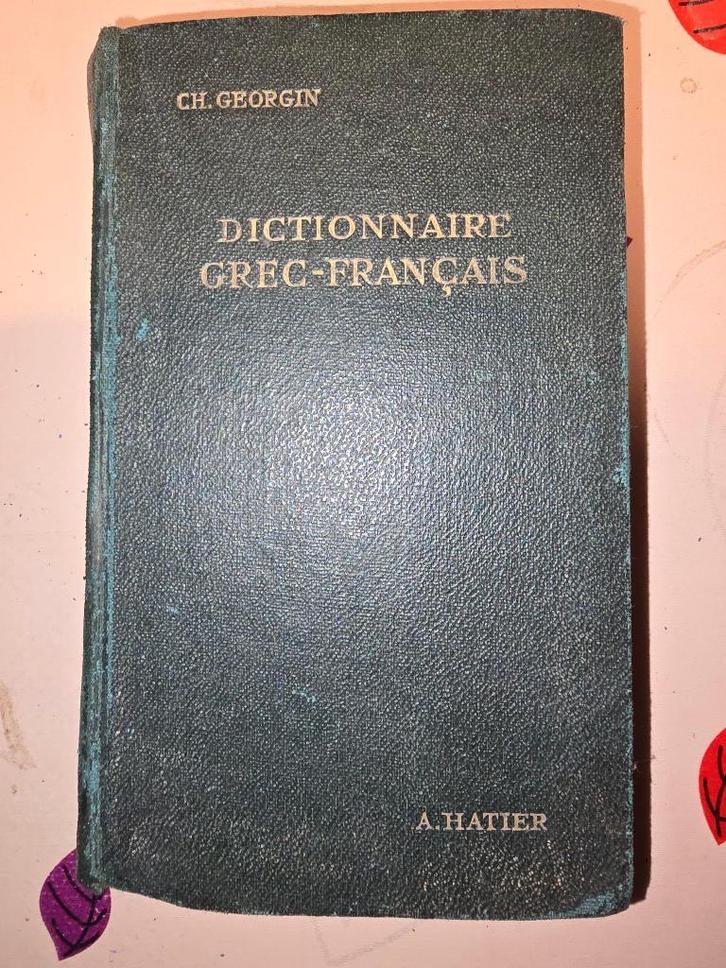 CH. GEORGIN
DICTIONNAIRE
GREC-FRANÇAIS
A. HATIER